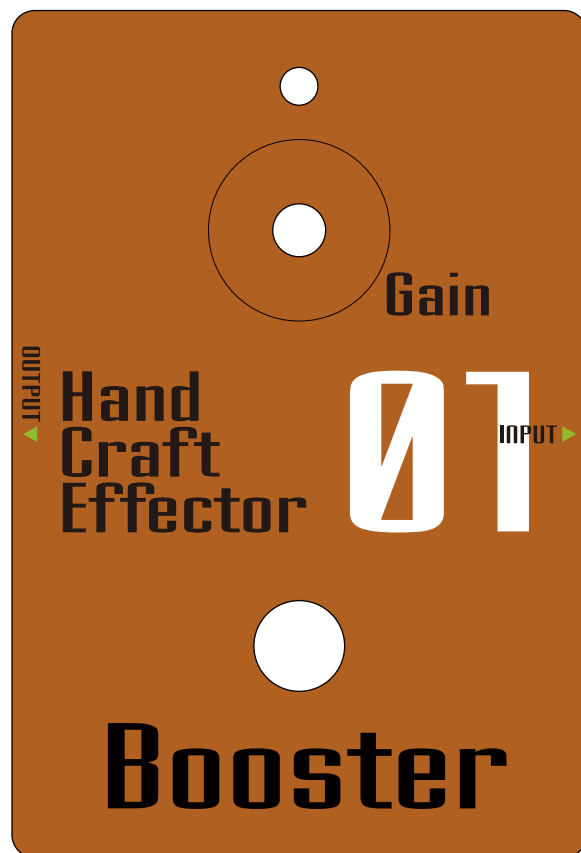 Gain
OUTPUT
Hand
Craft
Effector
01
INPUT
Booster